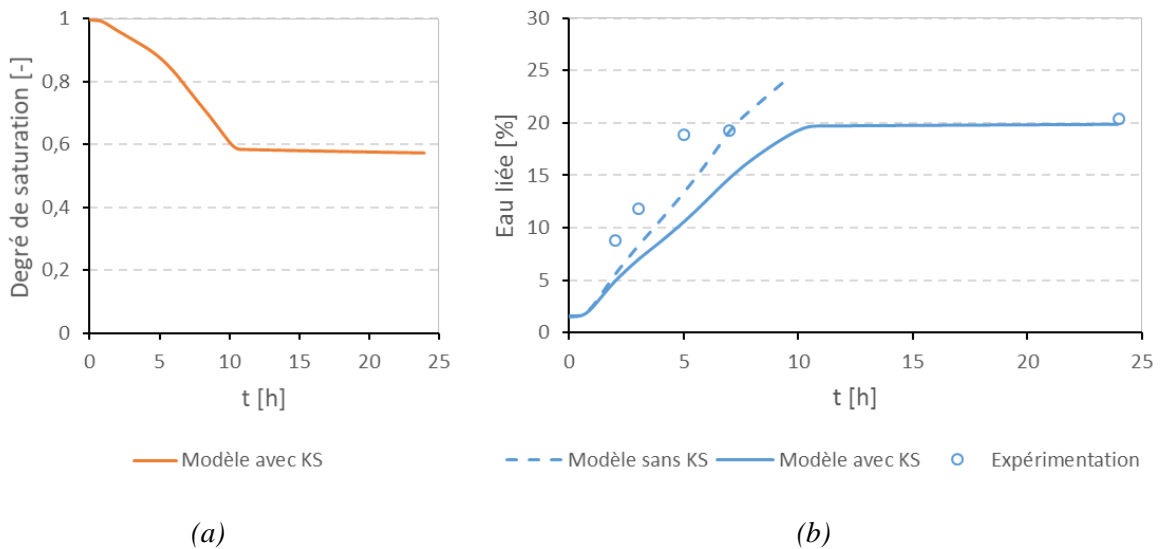 Degré de saturation [-]
1
0,8
0,6
0,4
0,2
0
0 5 10 15 20 25
t [h]
Modèle avec KS
(a)
Eau liée [%]
30
25
20
15
10
5
0
0 5 10 15 20 25
t [h]
Modèle sans KS Modèle avec KS Expérimentation
(b)